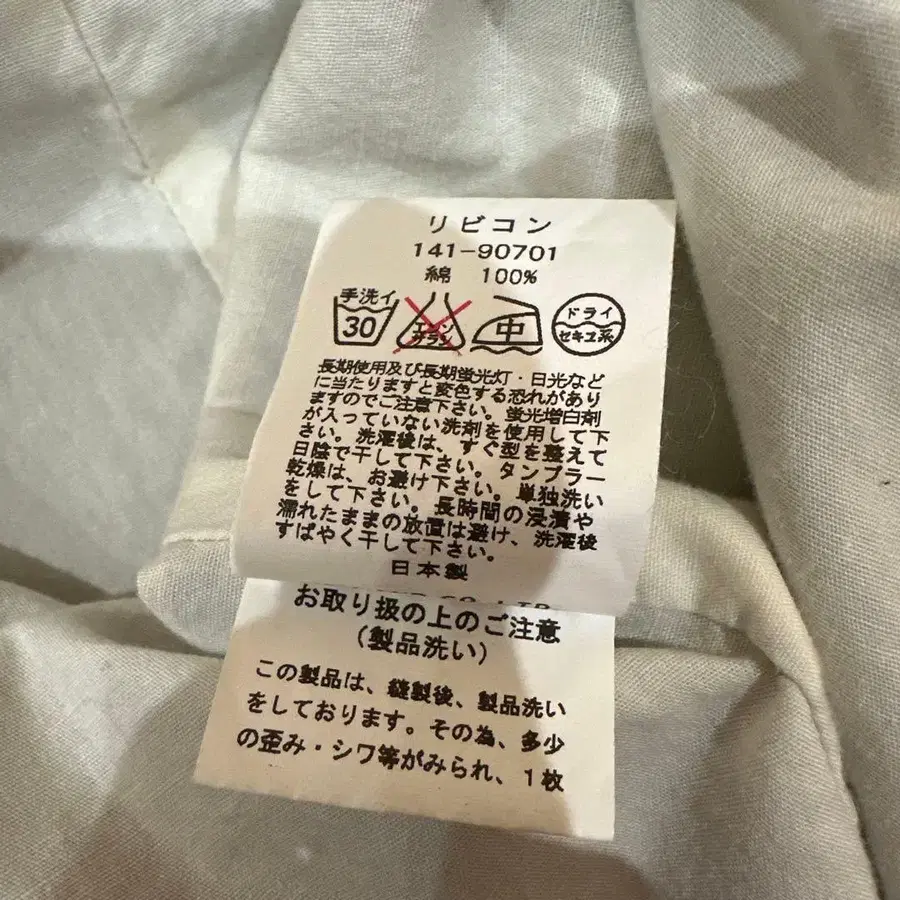 リビコン
141-90701
綿 100%
手洗イ
30
エンソ
サラシ
中
ドライ
セキユ系
長期使用及び長期蛍光灯・日光など
に当たりますと変色する恐れがあり
ますのでご注意下さい。蛍光増白剤
が入っていない洗剤を使用して下
さい。洗濯後は、すぐ型を整えて
日陰で干して下さい。タンブラー
乾燥は、お避け下さい。単独洗い
をして下さい。長時間の浸漬や
濡れたままの放置は避け、洗濯後
すばやく干して下さい。
日本製
お取り扱の上のご注意
(製品洗い)
この製品は、縫製後、製品洗い
をしております。その為、多少
の歪み・シワ等がみられ、1枚